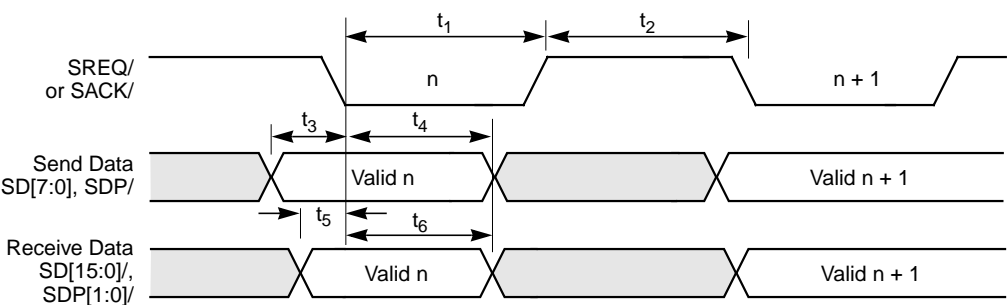 t1
t2
SREQ/
or SACK/
n
n + 1
t3
t4
Send Data
SD[7:0], SDP/
Valid n
Valid n + 1
t5
t6
Receive Data
SD[15:0]/,
SDP[1:0]/
Valid n
Valid n + 1